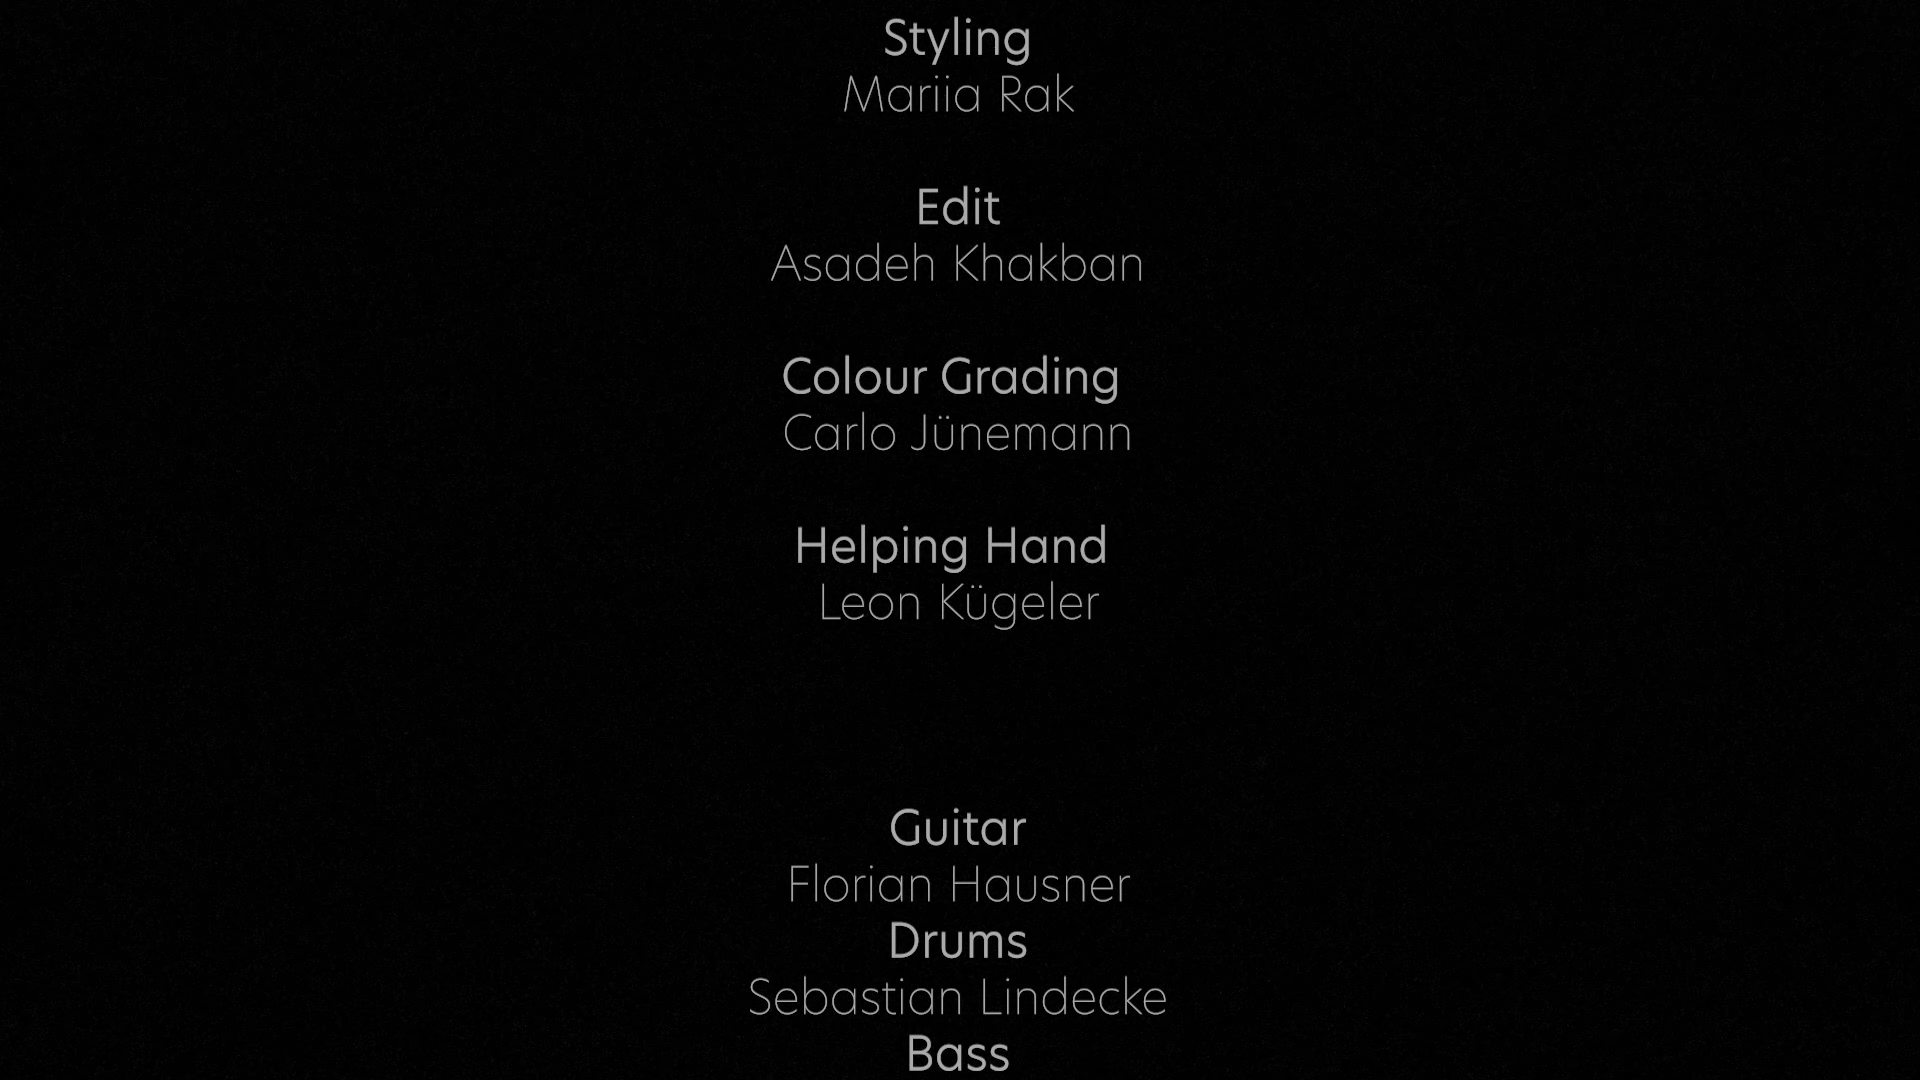 Styling
Mariia Rak
Edit
Asadeh Khakban
Colour Grading
Carlo Jünemann
Helping Hand
Leon Kügeler
Guitar
Florian Hausner
Drums
Sebastian Lindecke
Bass